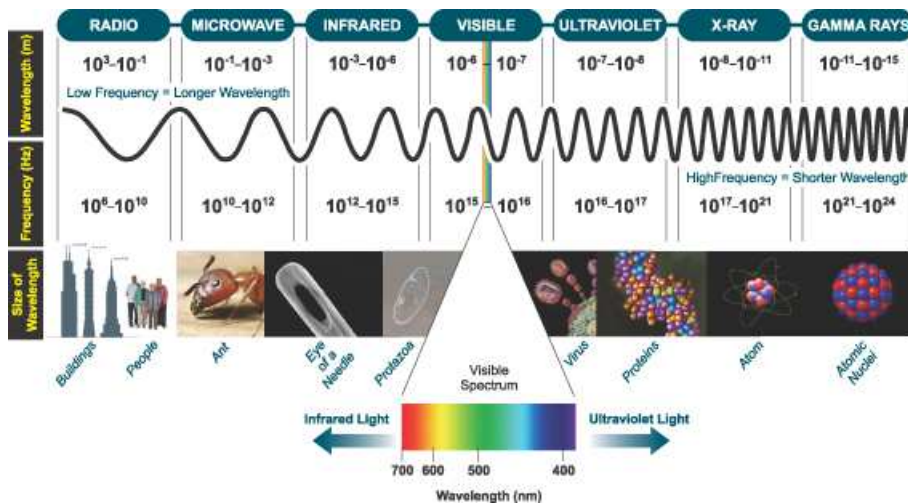 RADIO MICROWAVE INFRARED VISIBLE ULTRAVIOLET X-RAY GAMMA RAYS
Wavelength (m)
10³–10⁻¹ 10⁻¹–10⁻³ 10⁻³–10⁻⁶ 10⁻⁶ – 10⁻⁷ 10⁻⁷–10⁻⁸ 10⁻⁸–10⁻¹¹ 10⁻¹¹–10⁻¹⁵
Low Frequency = Longer Wavelength
Frequency (Hz)
HighFrequency = Shorter Wavelength
10⁶–10¹⁰ 10¹⁰–10¹² 10¹²–10¹⁵ 10¹⁵ 10¹⁶ 10¹⁶–10¹⁷ 10¹⁷–10²¹ 10²¹–10²⁴
Size of
Wavelength
Buildings People Ant Eye
of a
Needle Protazoa Virus Proteins Atom Atomic
Nuclei
Visible
Spectrum
Infrared Light Ultraviolet Light
700 600 500 400
Wavelength (nm)